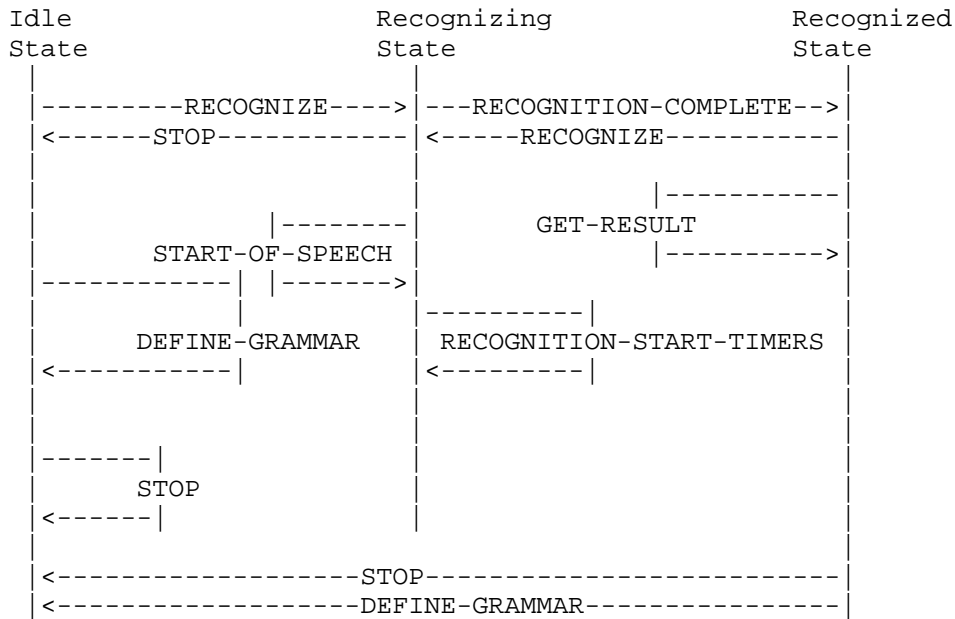 Idle Recognizing Recognized
State State State
RECOGNIZE RECOGNITION-COMPLETE
STOP RECOGNIZE
GET-RESULT
START-OF-SPEECH
DEFINE-GRAMMAR RECOGNITION-START-TIMERS
STOP
STOP
DEFINE-GRAMMAR